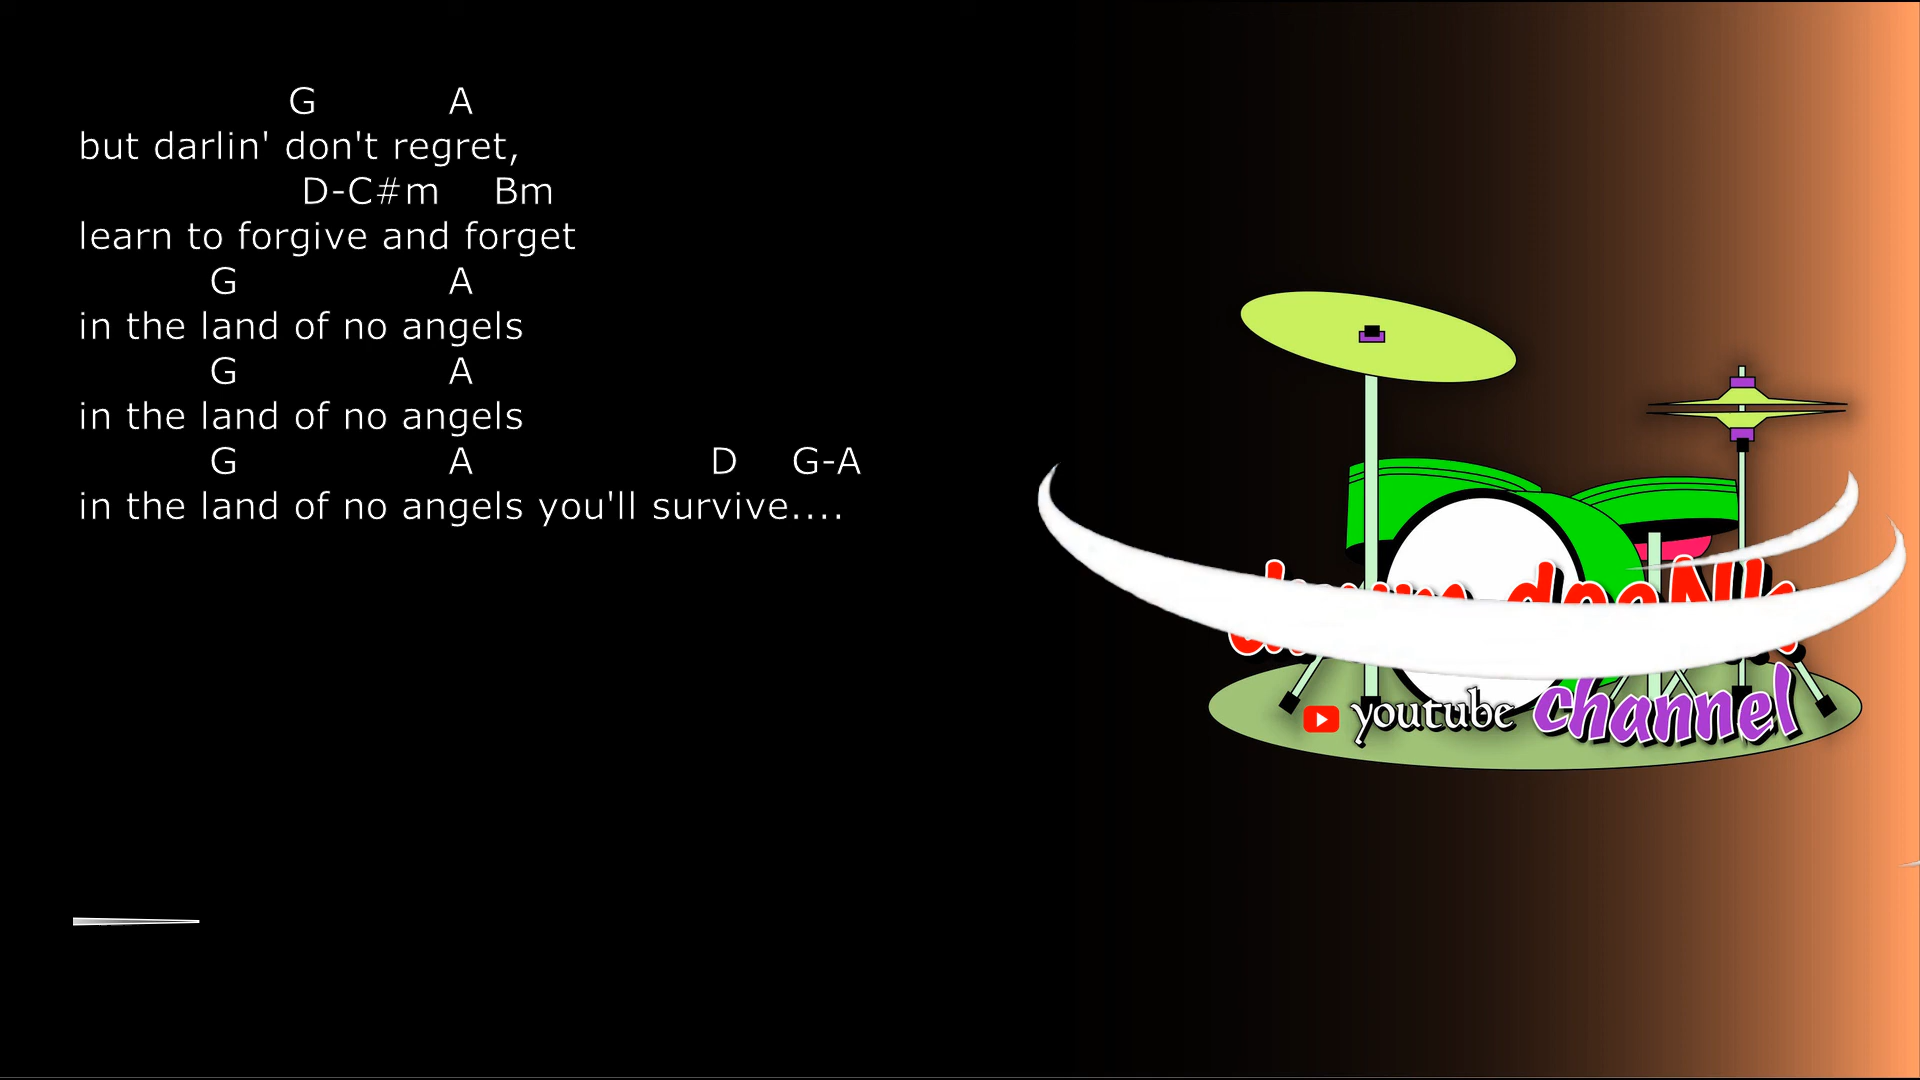 G A
but darlin' don't regret,
D-C#m Bm
learn to forgive and forget
G A
in the land of no angels
G A
in the land of no angels
G A D G-A
in the land of no angels you'll survive....
youtube channel